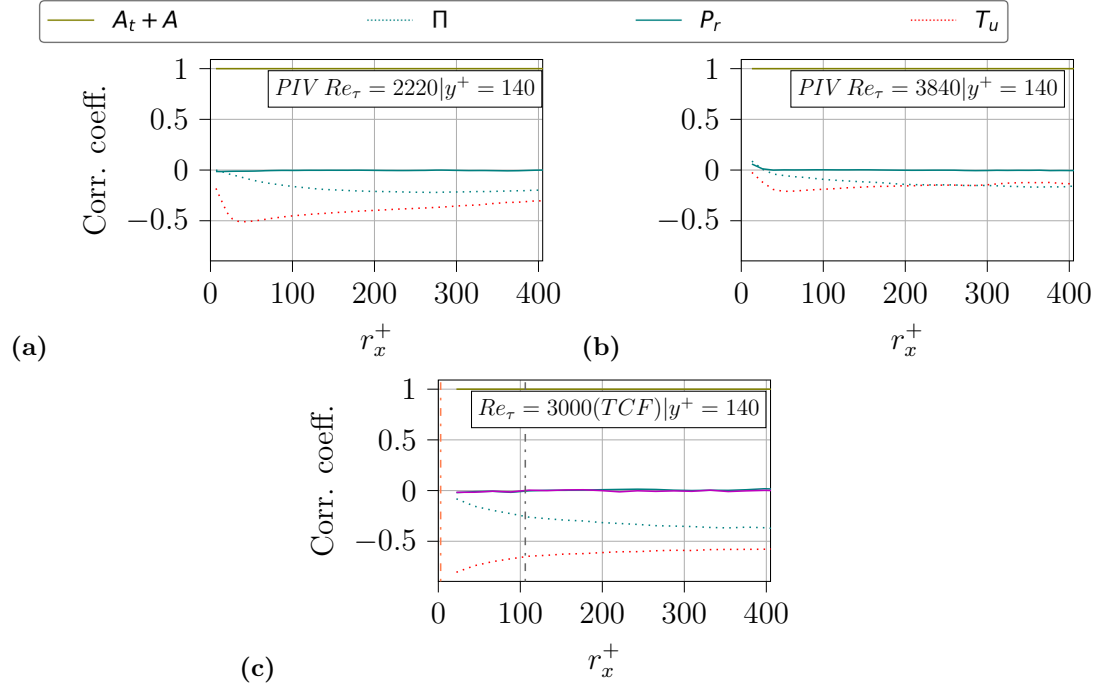 A_t + A Π P_r T_u
PIV Re_τ = 2220|y^+ = 140
PIV Re_τ = 3840|y^+ = 140
Corr. coeff.
1
0.5
0
−0.5
0 100 200 300 400
r_x^+
(a)
1
0.5
0
−0.5
0 100 200 300 400
r_x^+
(b)
Re_τ = 3000(TCF)|y^+ = 140
Corr. coeff.
1
0.5
0
−0.5
0 100 200 300 400
r_x^+
(c)